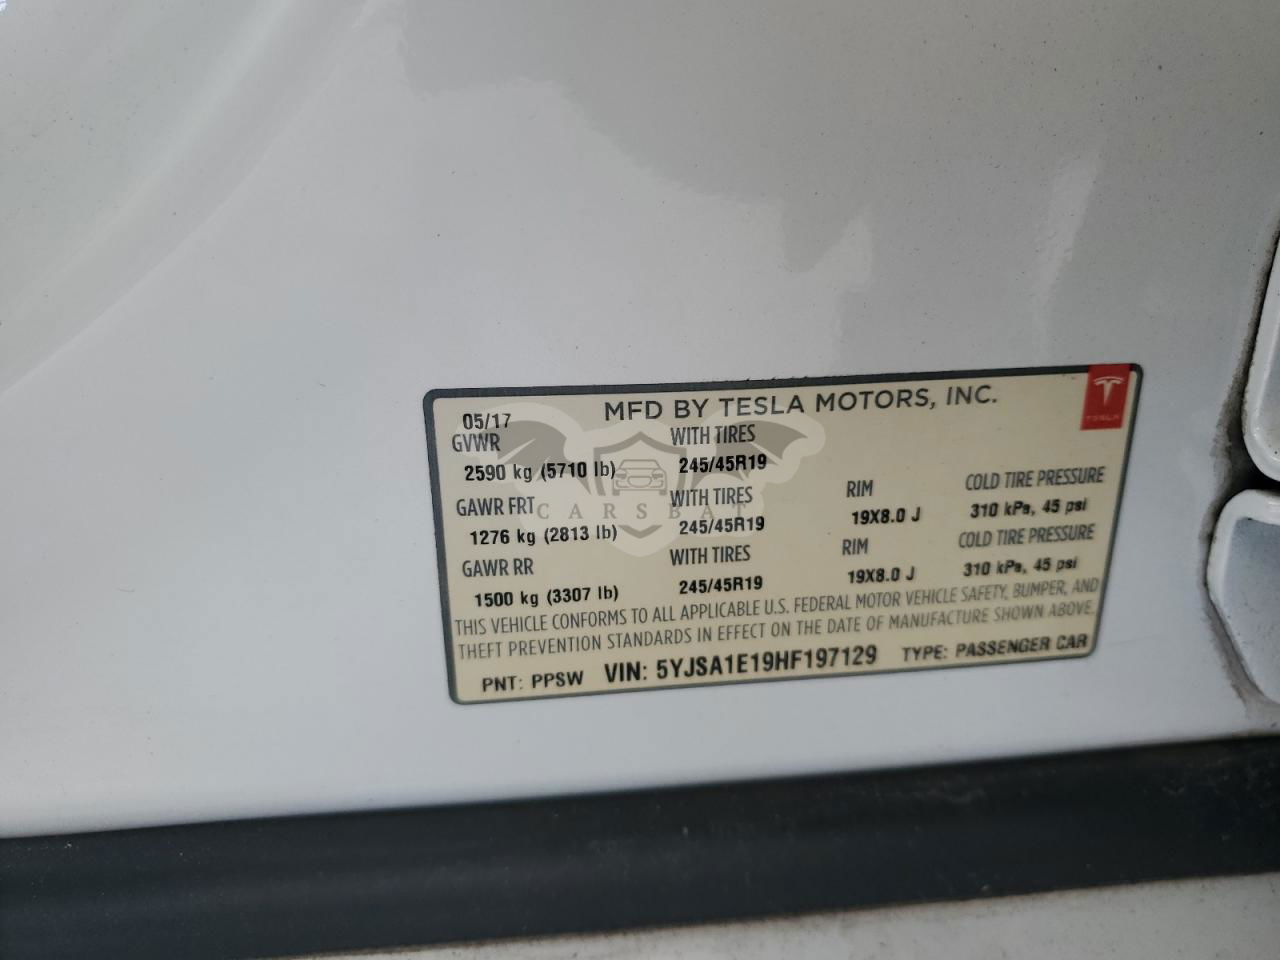 05/17 MFD BY TESLA MOTORS, INC.
TESLA
GVWR WITH TIRES
2590 kg (5710 lb) 245/45R19
GAWR FRT WITH TIRES RIM COLD TIRE PRESSURE
1276 kg (2813 lb) 245/45R19 19X8.0 J 310 kPa, 45 psi
GAWR RR WITH TIRES RIM COLD TIRE PRESSURE
1500 kg (3307 lb) 245/45R19 19X8.0 J 310 kPa, 45 psi
THIS VEHICLE CONFORMS TO ALL APPLICABLE U.S. FEDERAL MOTOR VEHICLE SAFETY, BUMPER, AND
THEFT PREVENTION STANDARDS IN EFFECT ON THE DATE OF MANUFACTURE SHOWN ABOVE.
PNT: PPSW VIN: 5YJSA1E19HF197129 TYPE: PASSENGER CAR
CARSBAT